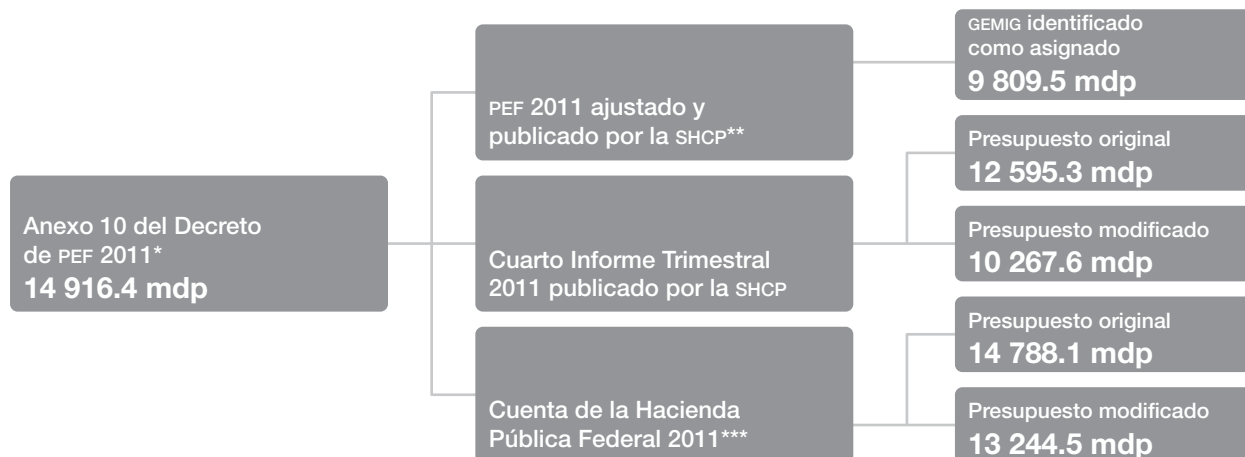 Anexo 10 del Decreto
de PEF 2011*
14 916.4 mdp
PEF 2011 ajustado y
publicado por la SHCP**
GEMIG identificado
como asignado
9 809.5 mdp
Cuarto Informe Trimestral
2011 publicado por la SHCP
Presupuesto original
12 595.3 mdp
Presupuesto modificado
10 267.6 mdp
Cuenta de la Hacienda
Pública Federal 2011***
Presupuesto original
14 788.1 mdp
Presupuesto modificado
13 244.5 mdp